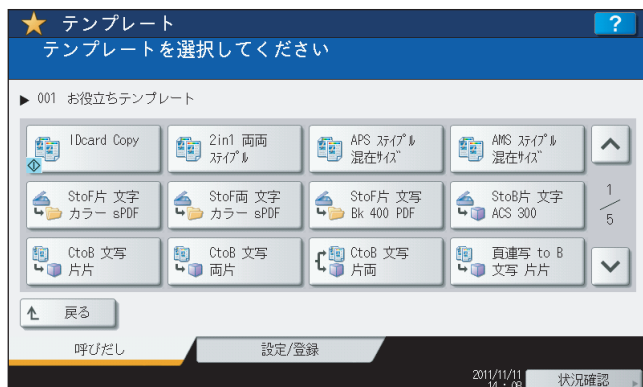 テンプレート
?
テンプレートを選択してください
001 お役立ちテンプレート
IDcard Copy
2in1 両両
ｽﾃｲﾌﾟﾙ
APS ｽﾃｲﾌﾟﾙ
混在ｻｲｽﾞ
AMS ｽﾃｲﾌﾟﾙ
混在ｻｲｽﾞ
StoF片 文字
カラー sPDF
StoF両 文字
カラー sPDF
StoF片 文写
Bk 400 PDF
StoB片 文字
ACS 300
1/5
CtoB 文写
片片
CtoB 文写
両片
CtoB 文写
片両
頁連写 to B
文写 片片
戻る
呼びだし
設定/登録
2011/11/11
14:08
状況確認